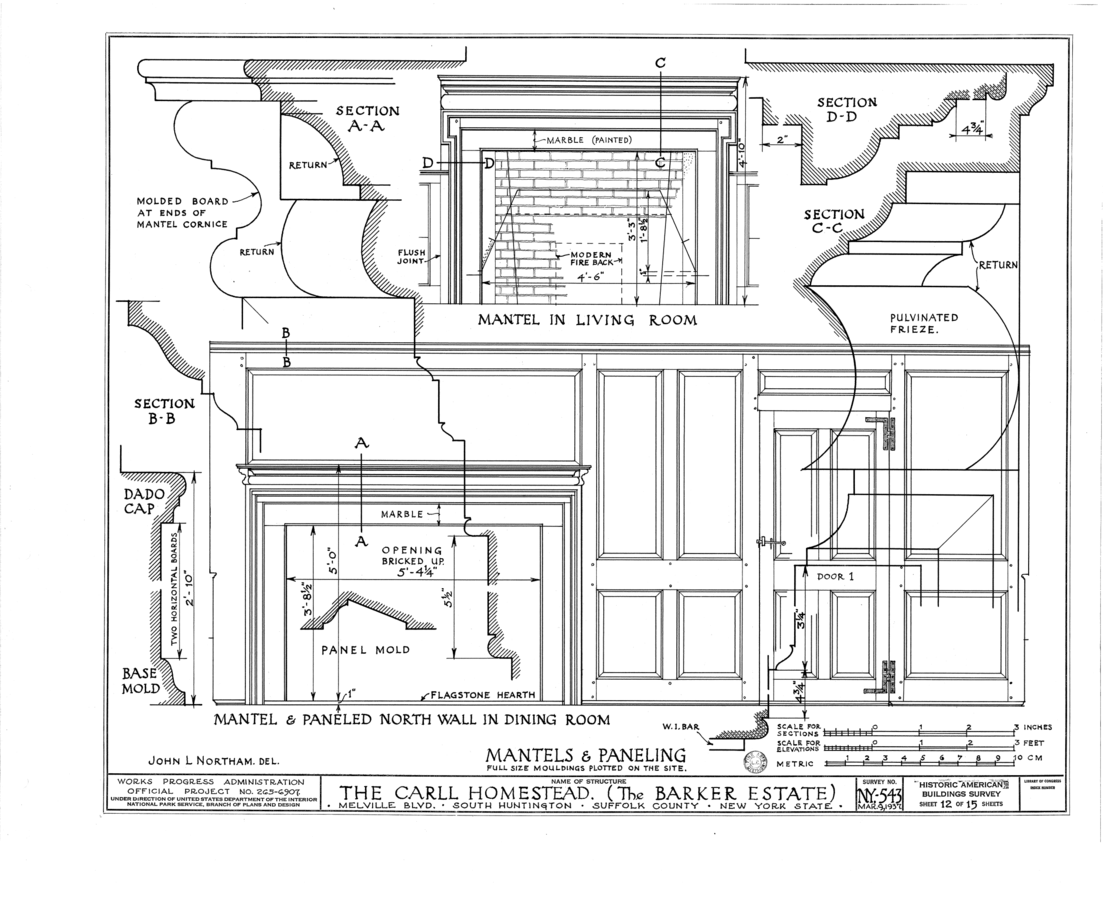 SECTION
A-A
RETURN
MOLDED BOARD
AT ENDS OF
MANTEL CORNICE
RETURN
C
MARBLE (PAINTED)
D
D
C
4'-10"
3'-3"
1'-8½"
FLUSH
JOINT
MODERN
FIRE BACK
4'-6"
MANTEL IN LIVING ROOM
SECTION
D-D
2"
4¾"
SECTION
C-C
RETURN
PULVINATED
FRIEZE.
B
B
SECTION
B-B
DADO
CAP
TWO HORIZONTAL BOARDS
2'-10"
BASE
MOLD
A
MARBLE
A
OPENING
BRICKED UP.
5'-4¼"
5'-0"
3'-8½"
5½"
PANEL MOLD
1"
FLAGSTONE HEARTH
DOOR 1
3¼"
4¾"
W.I. BAR
MANTEL & PANELED NORTH WALL IN DINING ROOM
JOHN L NORTHAM. DEL.
MANTELS & PANELING
FULL SIZE MOULDINGS PLOTTED ON THE SITE.
SCALE FOR
SECTIONS
0 1 2 3 INCHES
SCALE FOR
ELEVATIONS
0 1 2 3 FEET
METRIC
1 2 3 4 5 6 7 8 9 10 CM
WORKS PROGRESS ADMINISTRATION
OFFICIAL PROJECT NO. 265-6907
UNDER DIRECTION OF UNITED STATES DEPARTMENT OF THE INTERIOR
NATIONAL PARK SERVICE, BRANCH OF PLANS AND DESIGN
NAME OF STRUCTURE
THE CARLL HOMESTEAD. (The BARKER ESTATE)
• MELVILLE BLVD. • SOUTH HUNTINGTON • SUFFOLK COUNTY • NEW YORK STATE •
SURVEY NO.
NY-543
MAR. 9, 1937.
HISTORIC AMERICAN
BUILDINGS SURVEY
SHEET 12 OF 15 SHEETS
LIBRARY OF CONGRESS
INDEX NUMBER